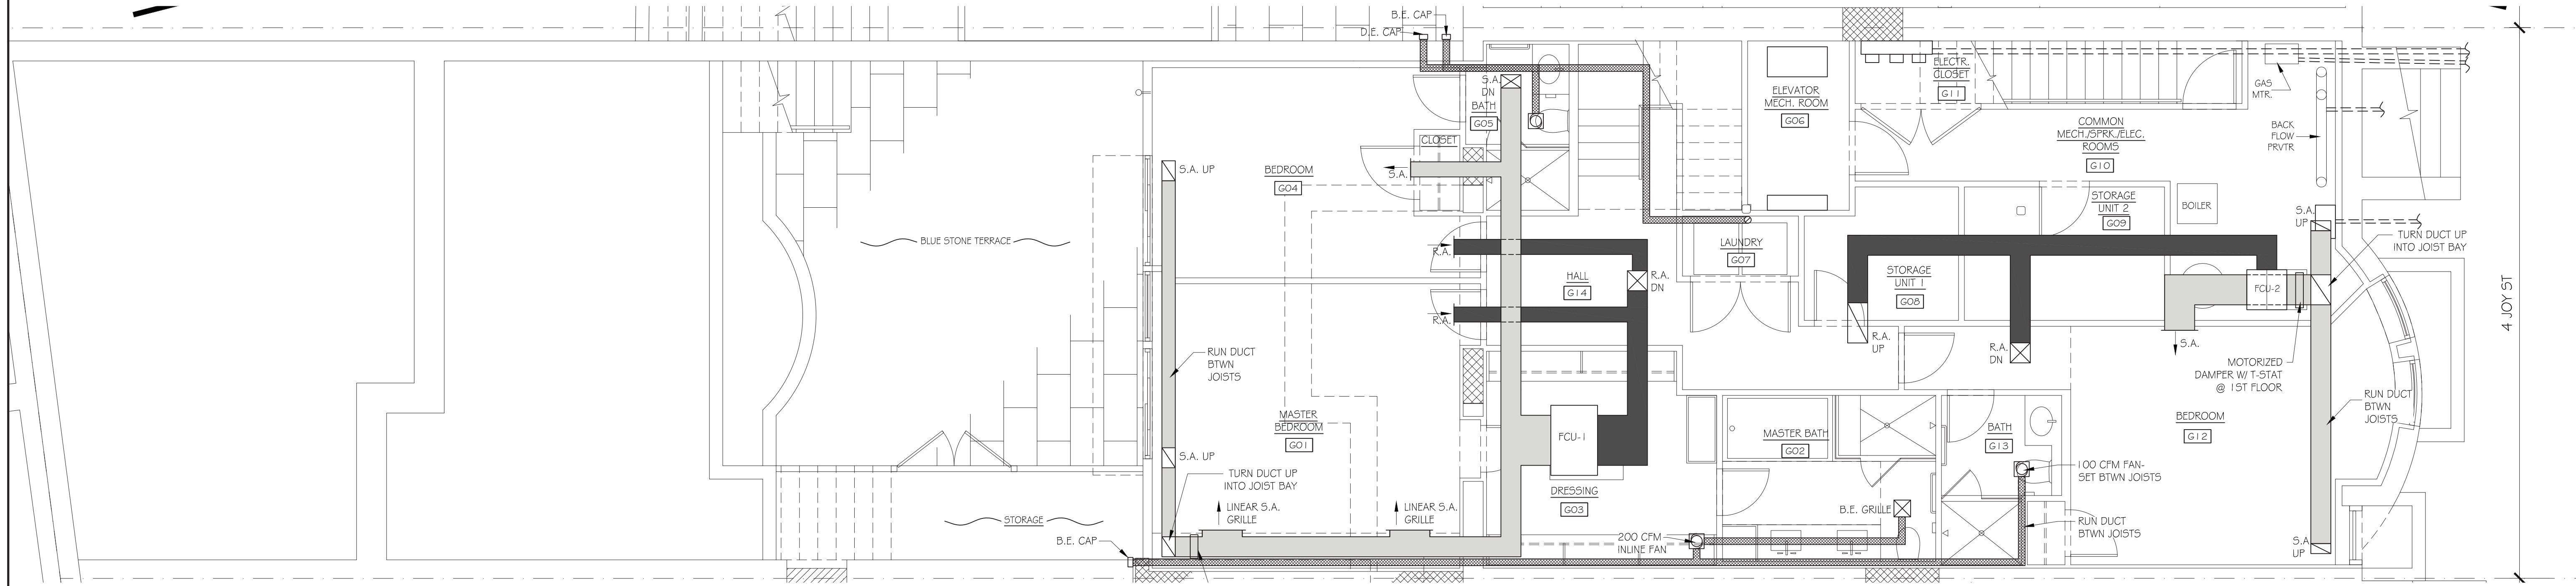 B.E. CAP
D.E. CAP
S.A.
DN
BATH
G05
CLOSET
S.A.
S.A. UP
BEDROOM
G04
BLUE STONE TERRACE
ELEVATOR
MECH. ROOM
G06
ELECTR.
CLOSET
G11
GAS
MTR.
COMMON
MECH./SPRK./ELEC.
ROOMS
G10
BACK
FLOW
PRVTR
STORAGE
UNIT 2
G09
BOILER
S.A.
UP
TURN DUCT UP
INTO JOIST BAY
R.A.
HALL
G14
R.A.
DN
LAUNDRY
G07
STORAGE
UNIT 1
G08
FCU-2
4 JOY ST
R.A.
R.A.
UP
R.A.
DN
S.A.
MOTORIZED
DAMPER W/ T-STAT
@ 1ST FLOOR
RUN DUCT
BTWN
JOISTS
RUN DUCT
BTWN
JOISTS
MASTER
BEDROOM
G01
FCU-1
MASTER BATH
G02
BATH
G13
BEDROOM
G12
S.A. UP
TURN DUCT UP
INTO JOIST BAY
100 CFM FAN-
SET BTWN JOISTS
DRESSING
G03
LINEAR S.A.
GRILLE
LINEAR S.A.
GRILLE
B.E. GRILLE
STORAGE
RUN DUCT
BTWN JOISTS
B.E. CAP
200 CFM
INLINE FAN
S.A.
UP